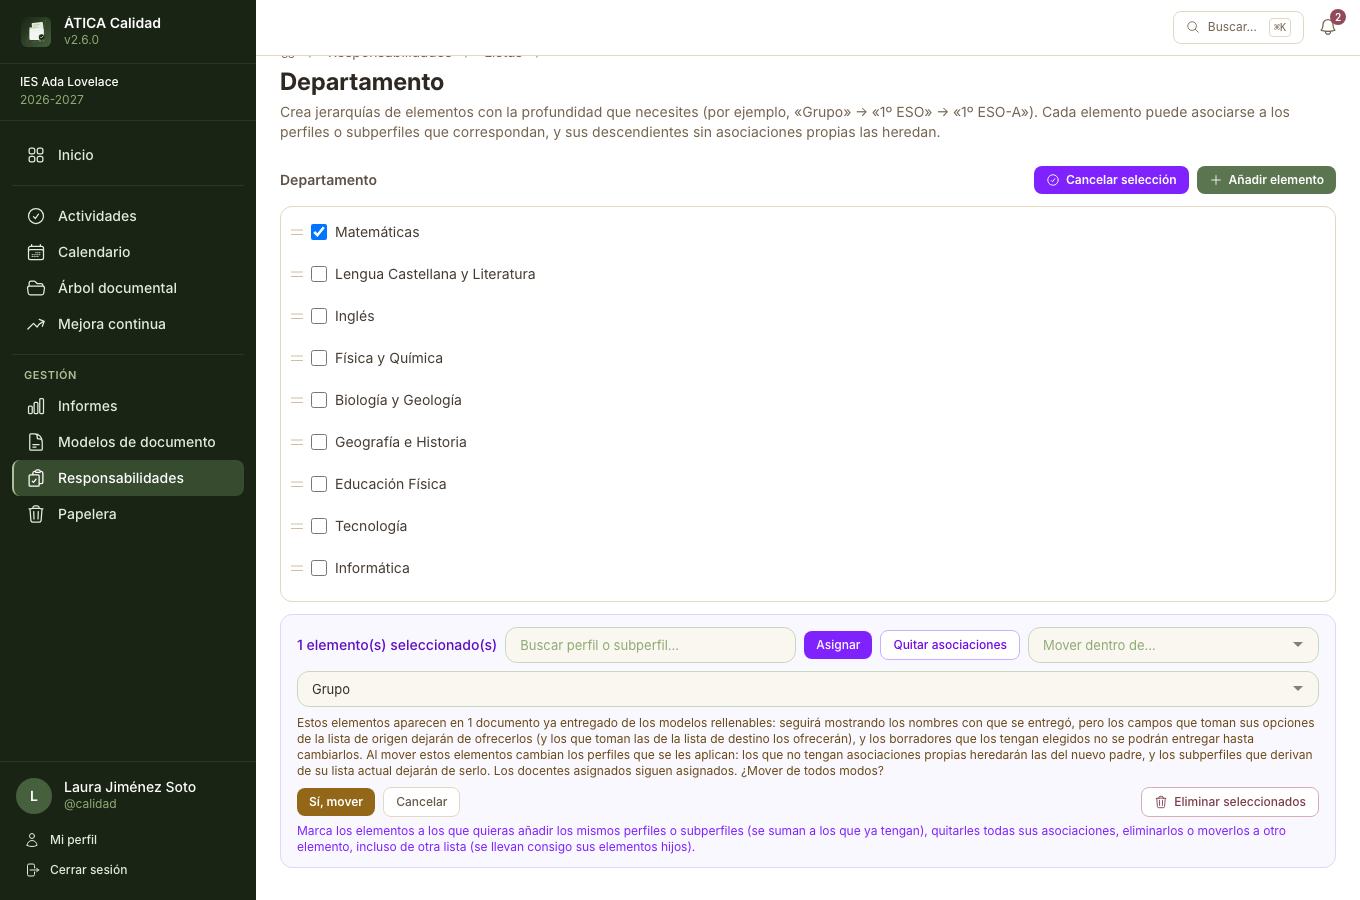 ÁTICA Calidad
v2.6.0
IES Ada Lovelace
2026-2027
Inicio
Actividades
Calendario
Árbol documental
Mejora continua
GESTIÓN
Informes
Modelos de documento
Responsabilidades
Papelera
L
Laura Jiménez Soto
@calidad
Mi perfil
Cerrar sesión
Buscar...
⌘K
2
Departamento
Crea jerarquías de elementos con la profundidad que necesites (por ejemplo, «Grupo» → «1º ESO» → «1º ESO-A»). Cada elemento puede asociarse a los
perfiles o subperfiles que correspondan, y sus descendientes sin asociaciones propias las heredan.
Departamento
Cancelar selección
Añadir elemento
Matemáticas
Lengua Castellana y Literatura
Inglés
Física y Química
Biología y Geología
Geografía e Historia
Educación Física
Tecnología
Informática
1 elemento(s) seleccionado(s)
Buscar perfil o subperfil...
Asignar
Quitar asociaciones
Mover dentro de...
Grupo
Estos elementos aparecen en 1 documento ya entregado de los modelos rellenables: seguirá mostrando los nombres con que se entregó, pero los campos que toman sus opciones
de la lista de origen dejarán de ofrecerlos (y los que toman las de la lista de destino los ofrecerán), y los borradores que los tengan elegidos no se podrán entregar hasta
cambiarlos. Al mover estos elementos cambian los perfiles que se les aplican: los que no tengan asociaciones propias heredarán las del nuevo padre, y los subperfiles que derivan
de su lista actual dejarán de serlo. Los docentes asignados siguen asignados. ¿Mover de todos modos?
Sí, mover
Cancelar
Eliminar seleccionados
Marca los elementos a los que quieras añadir los mismos perfiles o subperfiles (se suman a los que ya tengan), quitarles todas sus asociaciones, eliminarlos o moverlos a otro
elemento, incluso de otra lista (se llevan consigo sus elementos hijos).